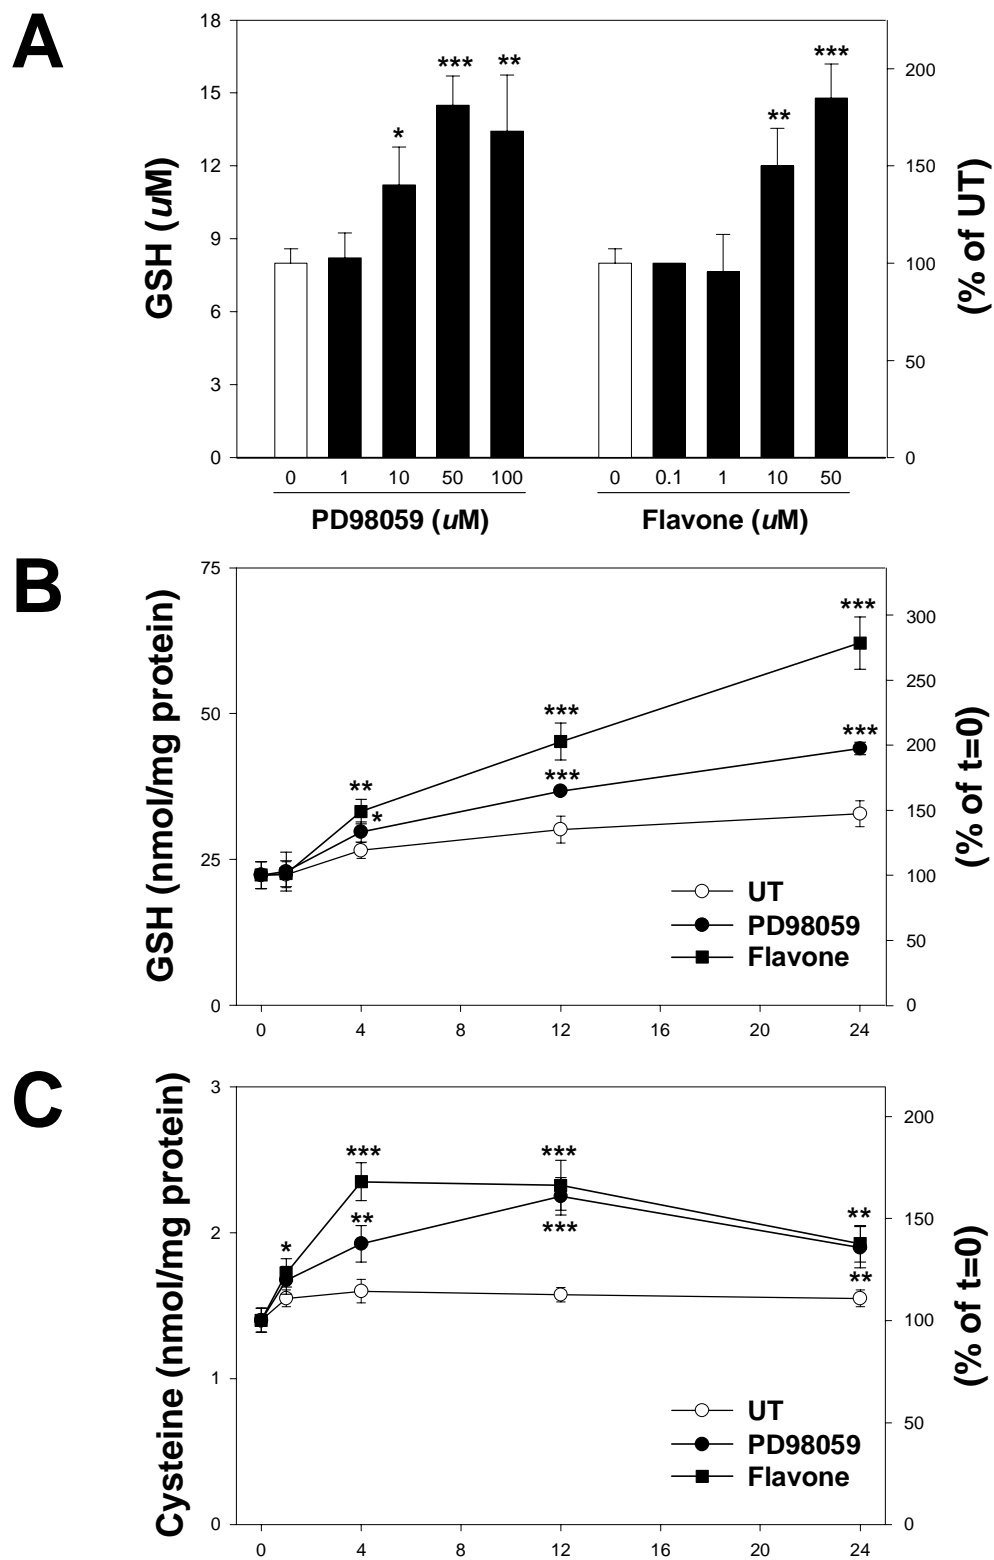 A
18
15
12
9
6
3
0
GSH (uM)
200
150
100
50
0
(% of UT)
*
***
**
**
***
0 1 10 50 100
0 0.1 1 10 50
PD98059 (uM)
Flavone (uM)
B
75
50
25
0
GSH (nmol/mg protein)
300
250
200
150
100
50
0
(% of t=0)
**
*
***
***
***
***
UT
PD98059
Flavone
0 4 8 12 16 20 24
C
3
2
1
0
Cysteine (nmol/mg protein)
200
150
100
50
0
(% of t=0)
*
***
**
***
***
**
**
UT
PD98059
Flavone
0 4 8 12 16 20 24